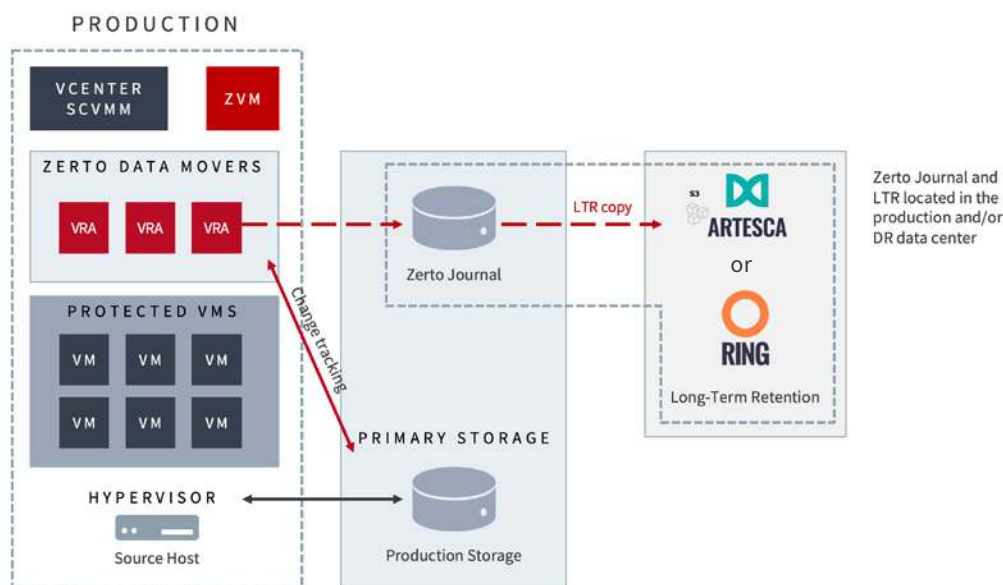 PRODUCTION
VCENTER
SCVMM
ZVM
ZERTO DATA MOVERS
VRA
VRA
VRA
PROTECTED VMS
VM
VM
VM
VM
VM
VM
HYPERVISOR
Source Host
Change tracking
Zerto Journal
PRIMARY STORAGE
Production Storage
LTR copy
S3
ARTESCA
or
RING
Long-Term Retention
Zerto Journal and
LTR located in the
production and/or
DR data center